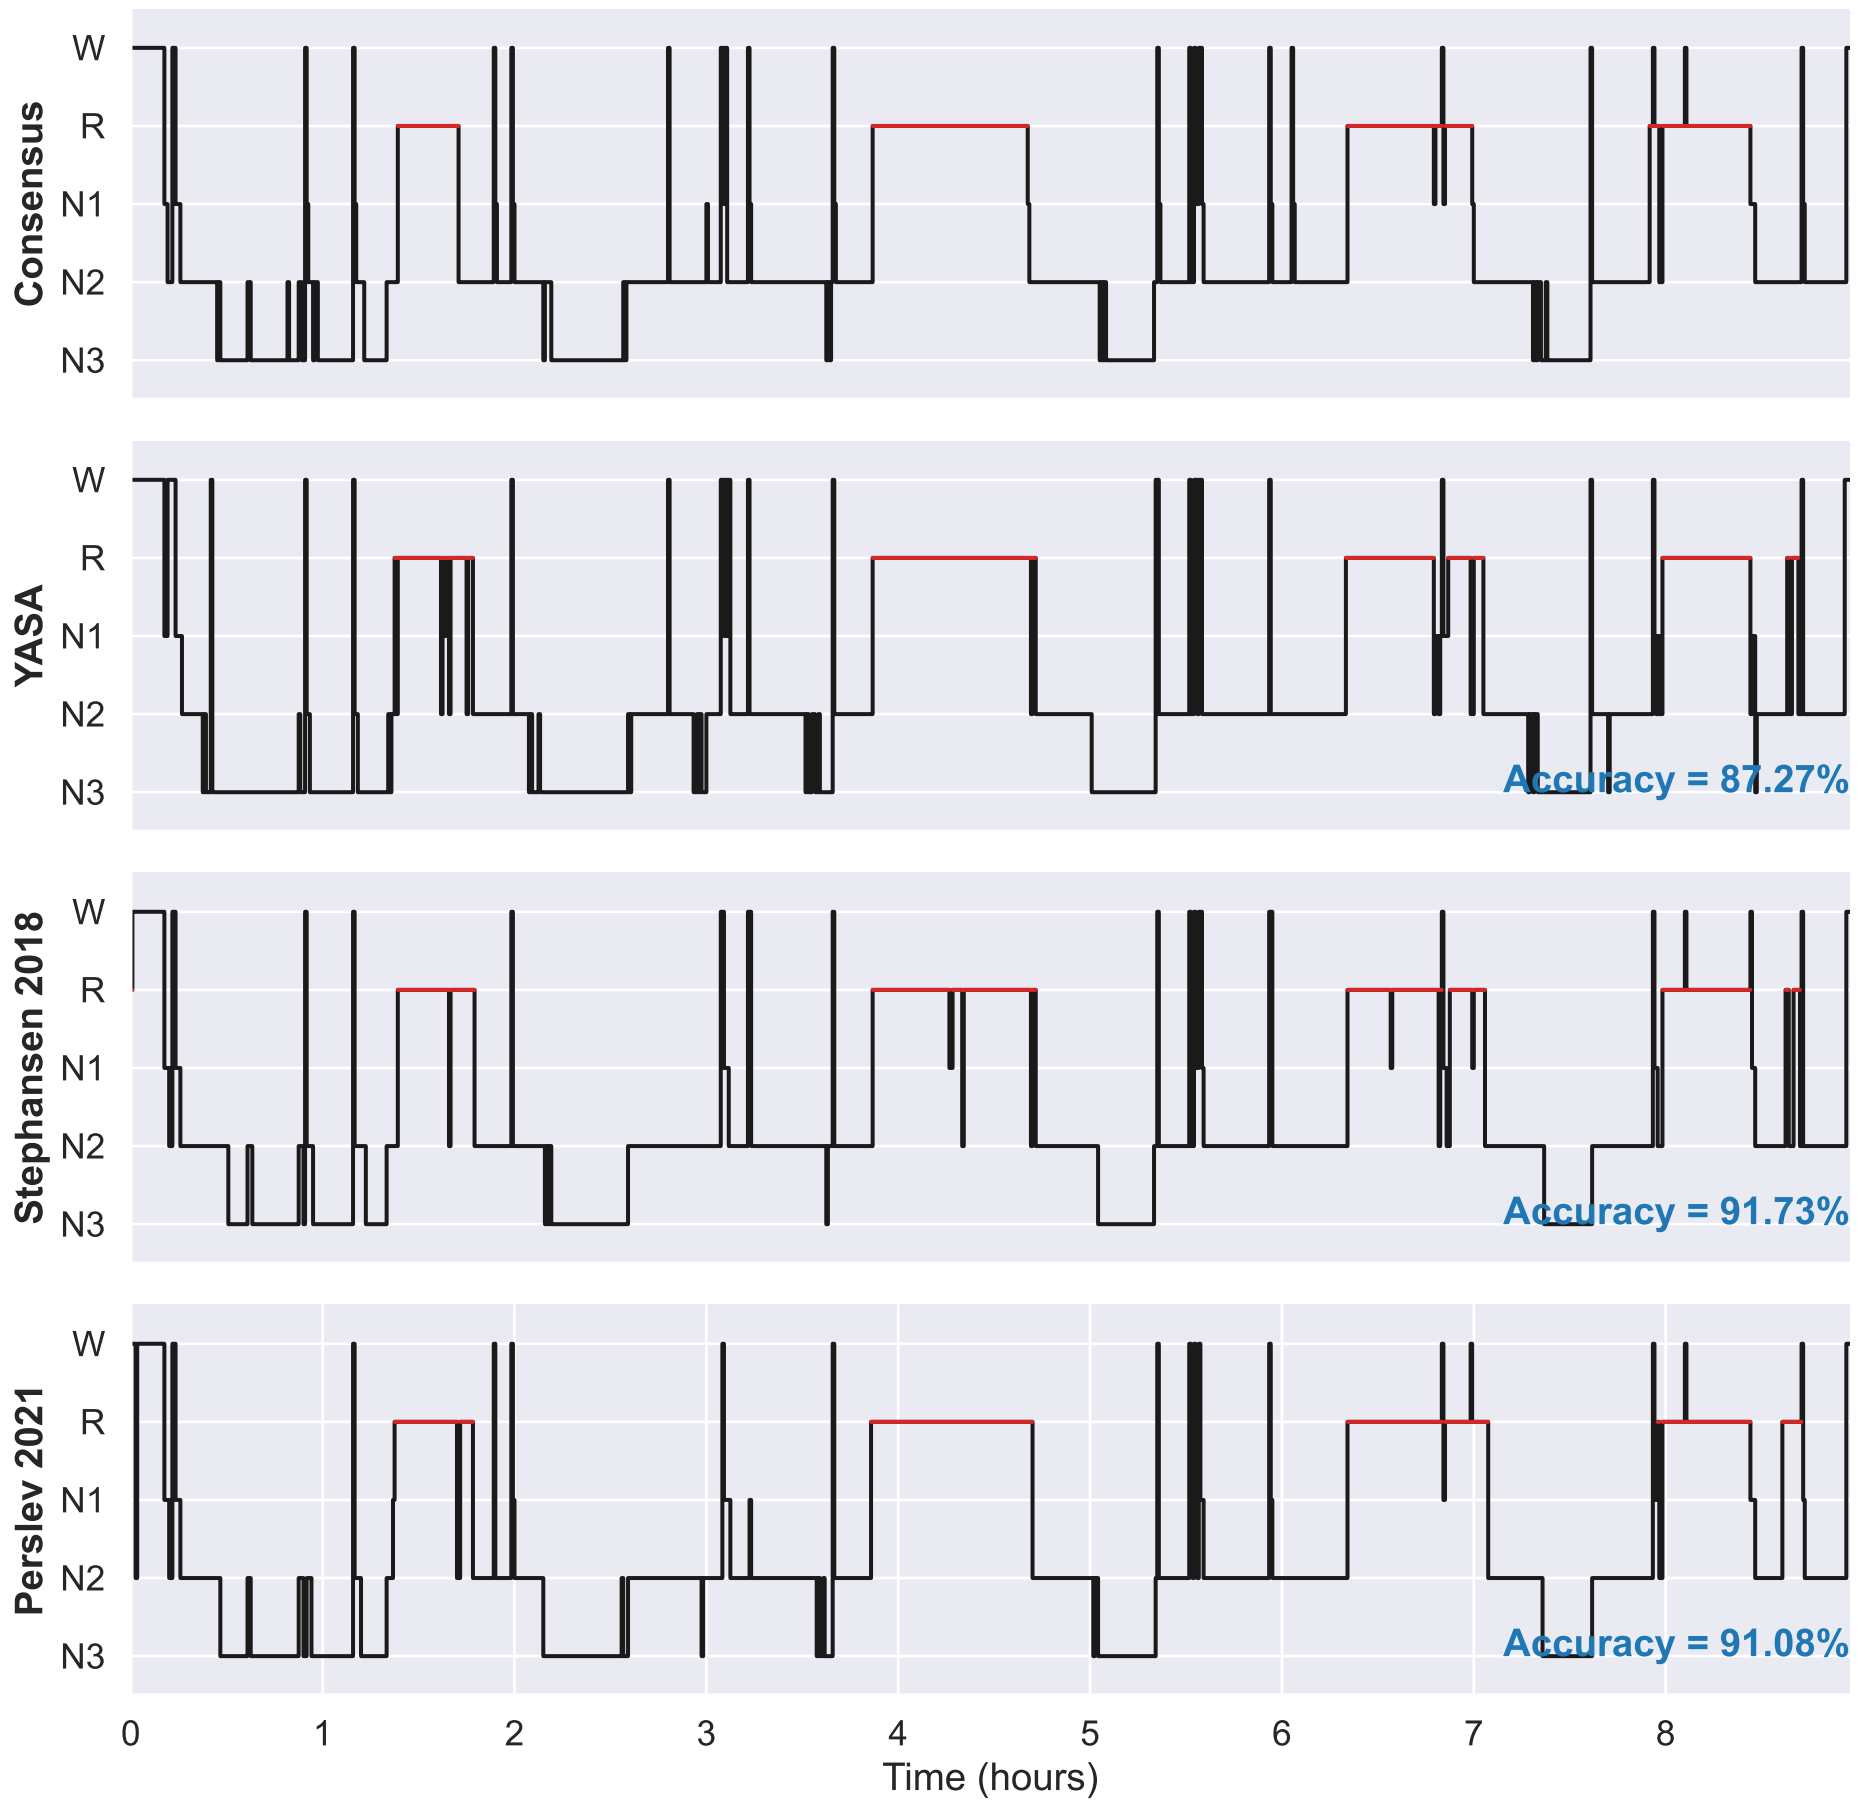 Consensus
W
R
N1
N2
N3
YASA
W
R
N1
N2
N3
Accuracy = 87.27%
Stephansen 2018
W
R
N1
N2
N3
Accuracy = 91.73%
Perslev 2021
W
R
N1
N2
N3
Accuracy = 91.08%
0 1 2 3 4 5 6 7 8
Time (hours)